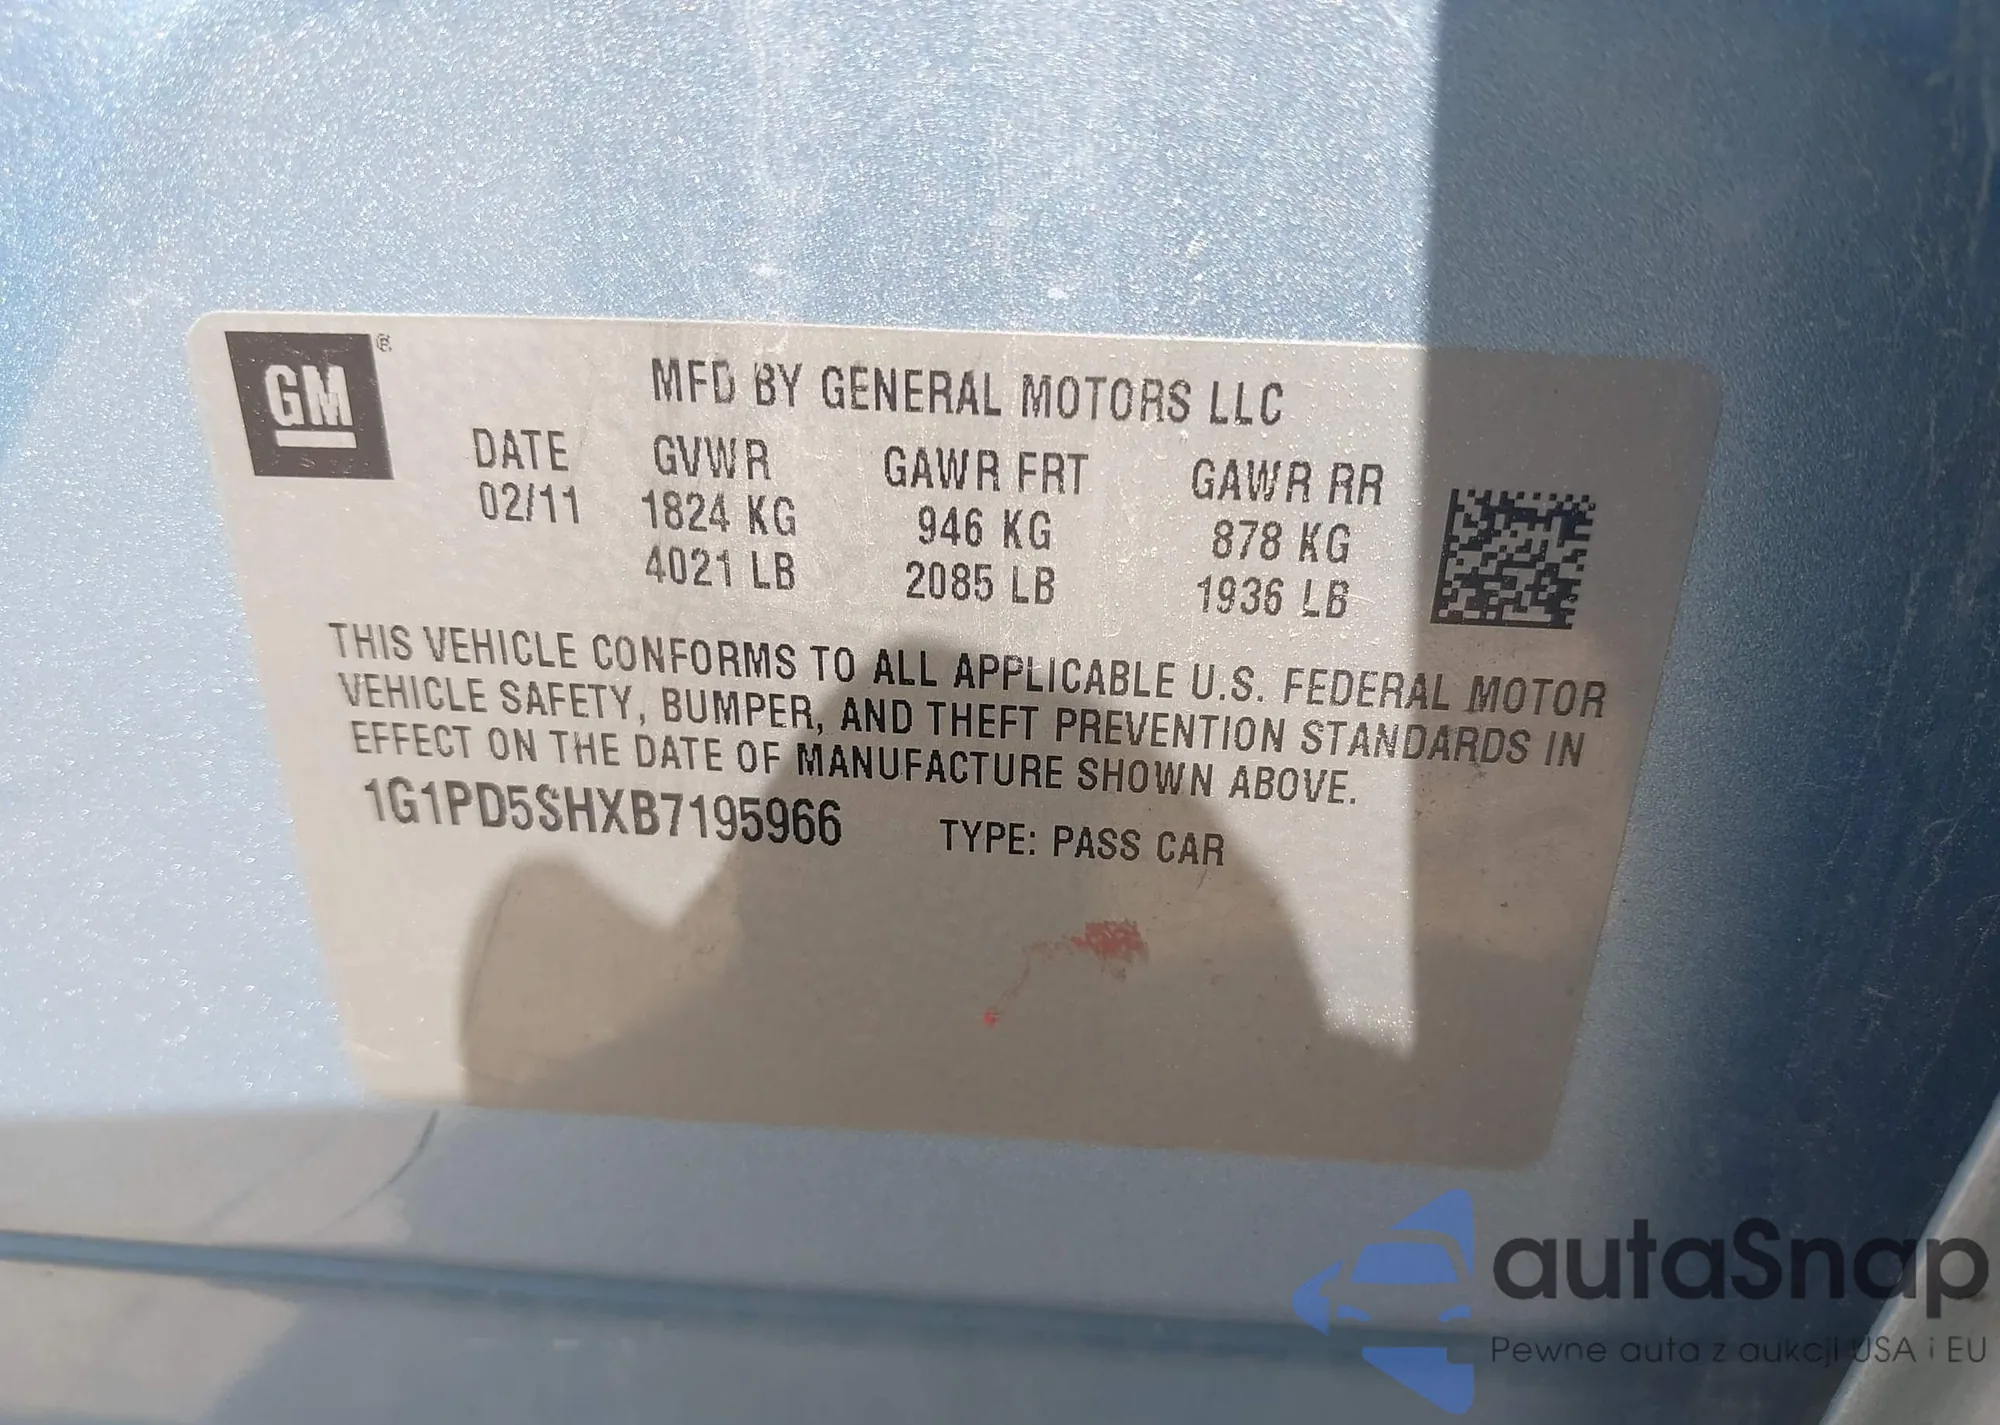 GM®
MFD BY GENERAL MOTORS LLC
DATE GVWR GAWR FRT GAWR RR
02/11 1824 KG 946 KG 878 KG
4021 LB 2085 LB 1936 LB
THIS VEHICLE CONFORMS TO ALL APPLICABLE U.S. FEDERAL MOTOR
VEHICLE SAFETY, BUMPER, AND THEFT PREVENTION STANDARDS IN
EFFECT ON THE DATE OF MANUFACTURE SHOWN ABOVE.
1G1PD5SHXB7195966 TYPE: PASS CAR
autaSnap
Pewne auta z aukcji USA i EU